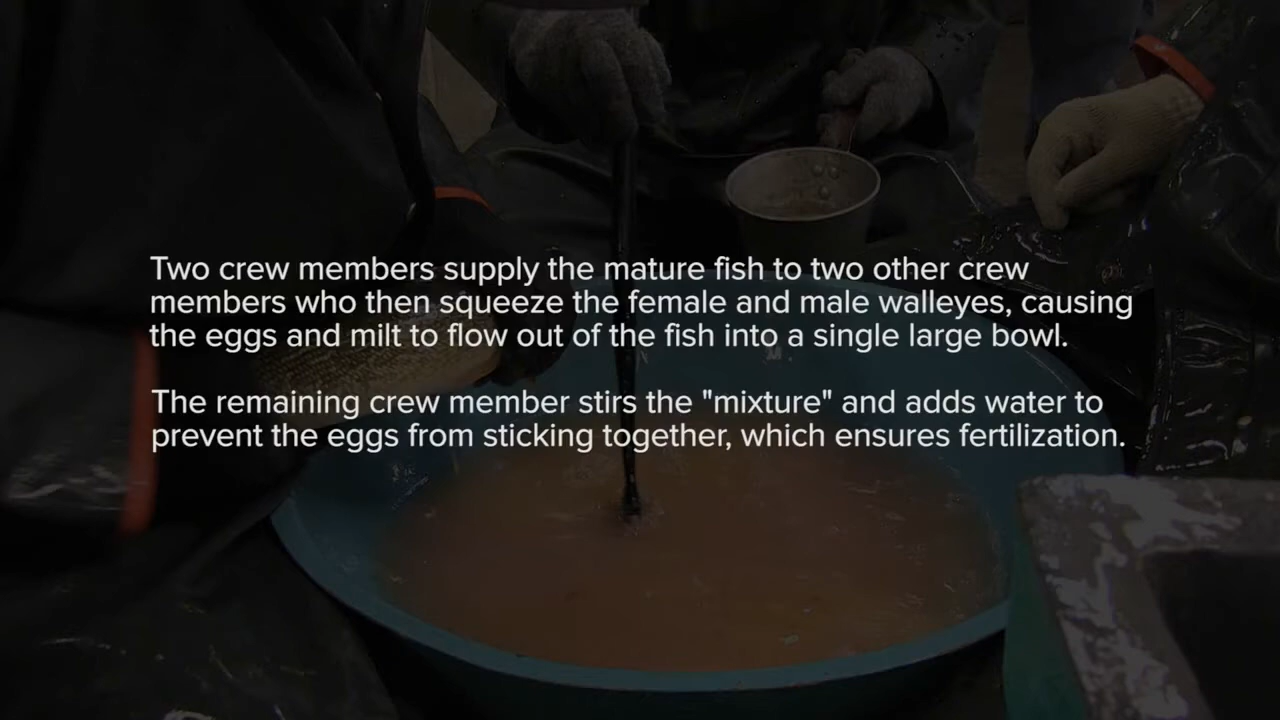 Two crew members supply the mature fish to two other crew
members who then squeeze the female and male walleyes, causing
the eggs and milt to flow out of the fish into a single large bowl.
The remaining crew member stirs the "mixture" and adds water to
prevent the eggs from sticking together, which ensures fertilization.